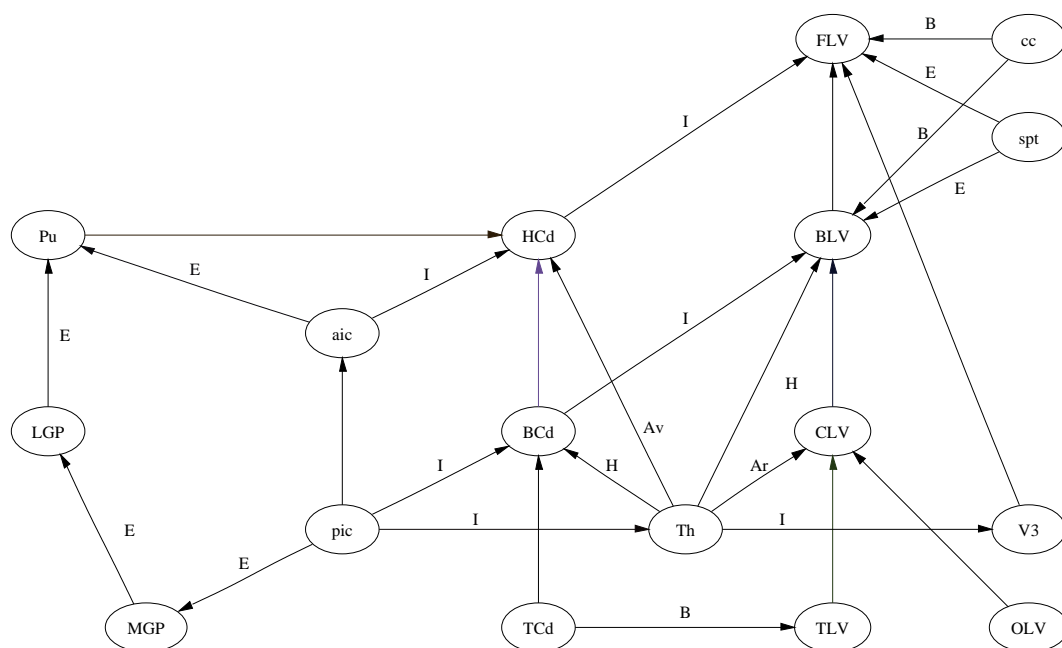 FLV
B
cc
E
I
B
spt
E
Pu
HCd
BLV
E
I
I
aic
E
H
LGP
BCd
Av
CLV
I
H
Ar
E
pic
I
Th
I
V3
E
MGP
TCd
B
TLV
OLV